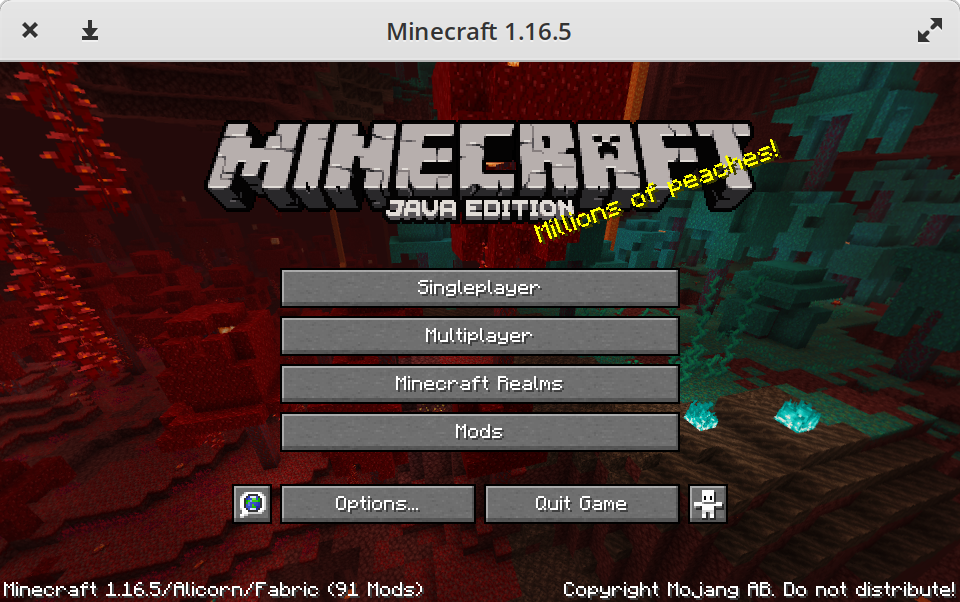 Minecraft 1.16.5
MINECRAFT
JAVA EDITION
Millions of peaches!
Singleplayer
Multiplayer
Minecraft Realms
Mods
Options...
Quit Game
Minecraft 1.16.5/Alicorn/Fabric (91 Mods)
Copyright Mojang AB. Do not distribute!